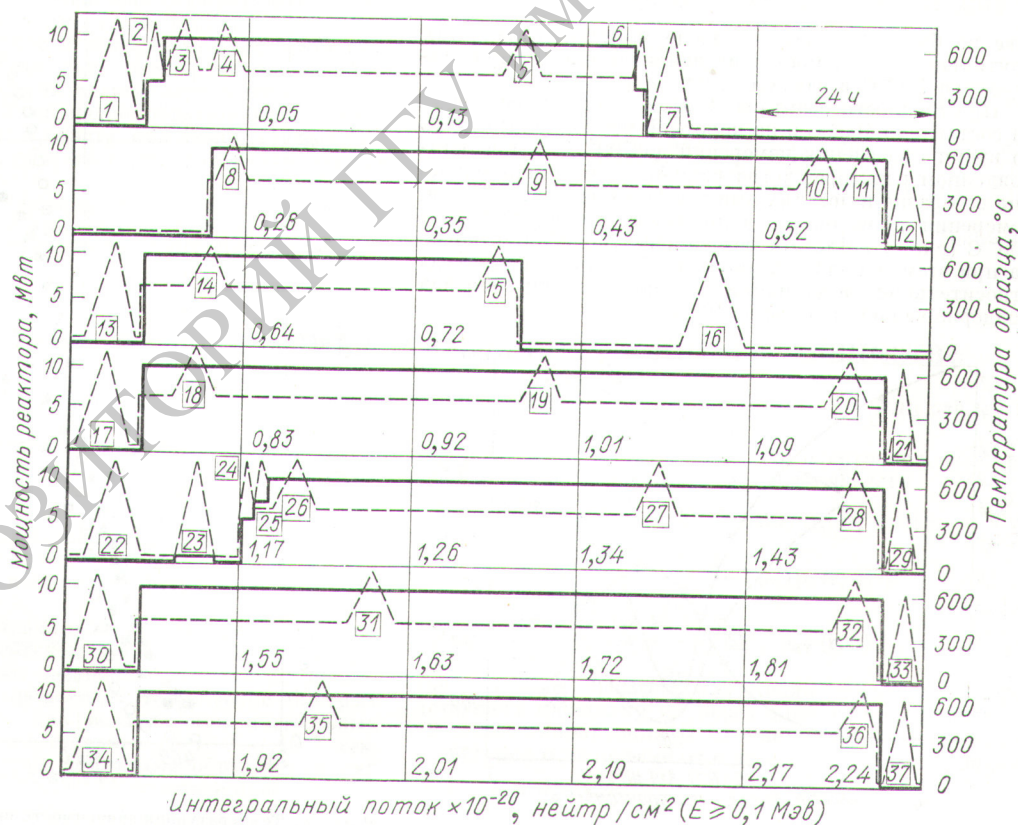 Мощность реактора, Мвт
Температура образца, °С
10 2 6 600
5 3 4 5 24 ч 300
0 1 0,05 0,13 7 0
10 600
5 8 9 10 11 300
0 0,26 0,35 0,43 0,52 12 0
10 600
5 14 15 300
0 13 0,64 0,72 16 0
10 600
5 18 19 20 300
0 17 0,83 0,92 1,01 1,09 21 0
10 24 600
5 25 26 27 28 300
0 22 23 1,17 1,26 1,34 1,43 29 0
10 600
5 31 32 300
0 30 1,55 1,63 1,72 1,81 33 0
10 600
5 35 36 300
0 34 1,92 2,01 2,10 2,17 2,24 37 0
Интегральный поток ×10⁻²⁰, нейтр/см² (E ⩾ 0,1 Мэв)
ОЗИТОРИЙ ГГУ им